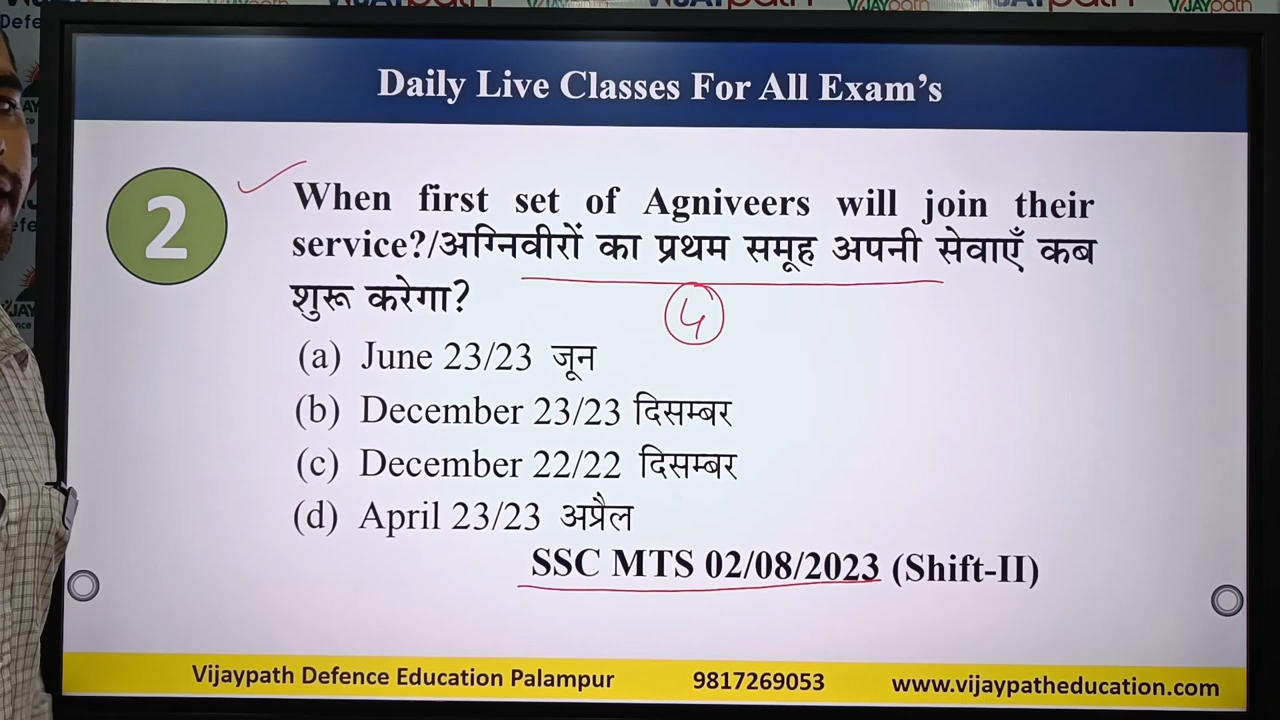 Daily Live Classes For All Exam's
2
When first set of Agniveers will join their
service?/अग्निवीरों का प्रथम समूह अपनी सेवाएँ कब
शुरू करेगा?
4
(a) June 23/23 जून
(b) December 23/23 दिसम्बर
(c) December 22/22 दिसम्बर
(d) April 23/23 अप्रैल
SSC MTS 02/08/2023 (Shift-II)
Vijaypath Defence Education Palampur 9817269053 www.vijaypatheducation.com